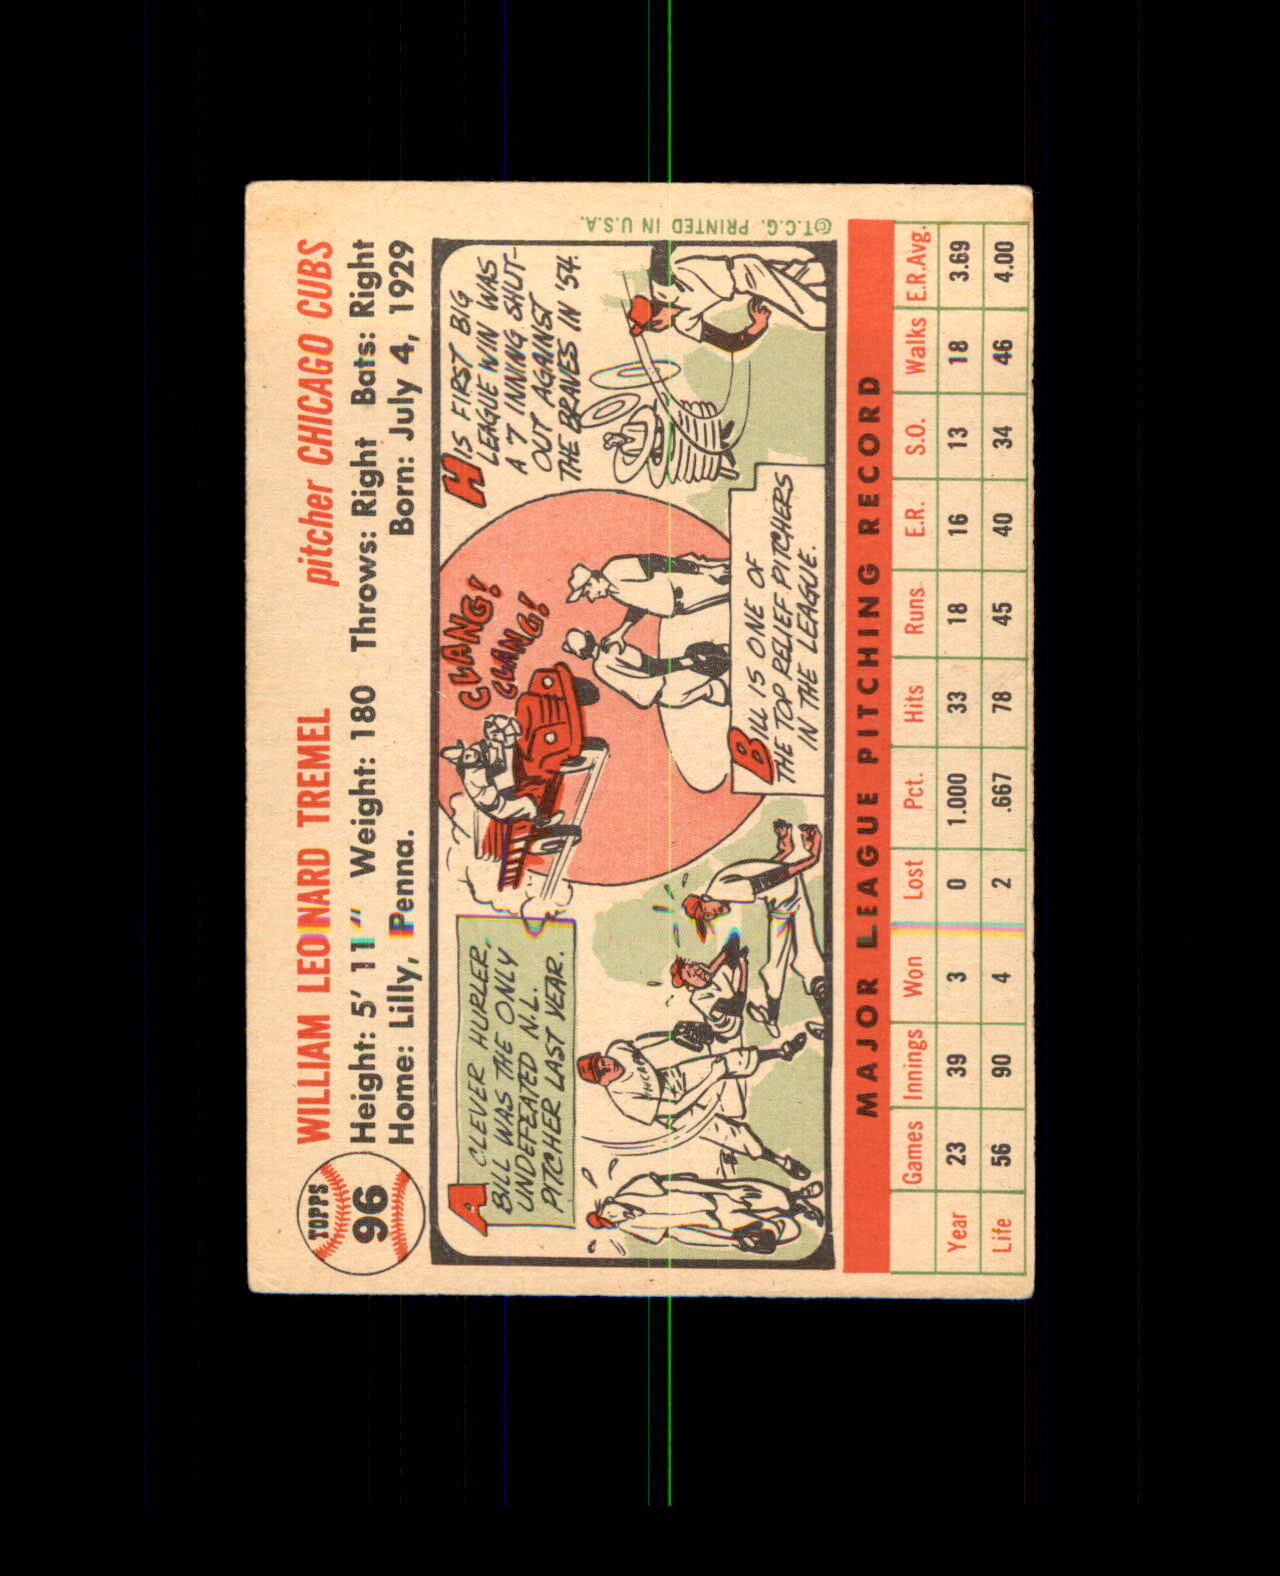 TOPPS
96
WILLIAM LEONARD TREMEL pitcher CHICAGO CUBS
Height: 5' 11" Weight: 180 Throws: Right Bats: Right
Home: Lilly, Penna. Born: July 4, 1929
A CLEVER HURLER,
BILL WAS THE ONLY
UNDEFEATED N.L.
PITCHER LAST YEAR.
CHICAGO
CLANG!
CLANG!
BILL IS ONE OF
THE TOP RELIEF PITCHERS
IN THE LEAGUE.
HIS FIRST BIG
LEAGUE WIN WAS
A 7 INNING SHUT-
OUT AGAINST
THE BRAVES IN '54.
©T.C.G. PRINTED IN U.S.A.
MAJOR LEAGUE PITCHING RECORD
Games Innings Won Lost Pct. Hits Runs E.R. S.O. Walks E.R.Avg.
Year 23 39 3 0 1.000 33 18 16 13 18 3.69
Life 56 90 4 2 .667 78 45 40 34 46 4.00